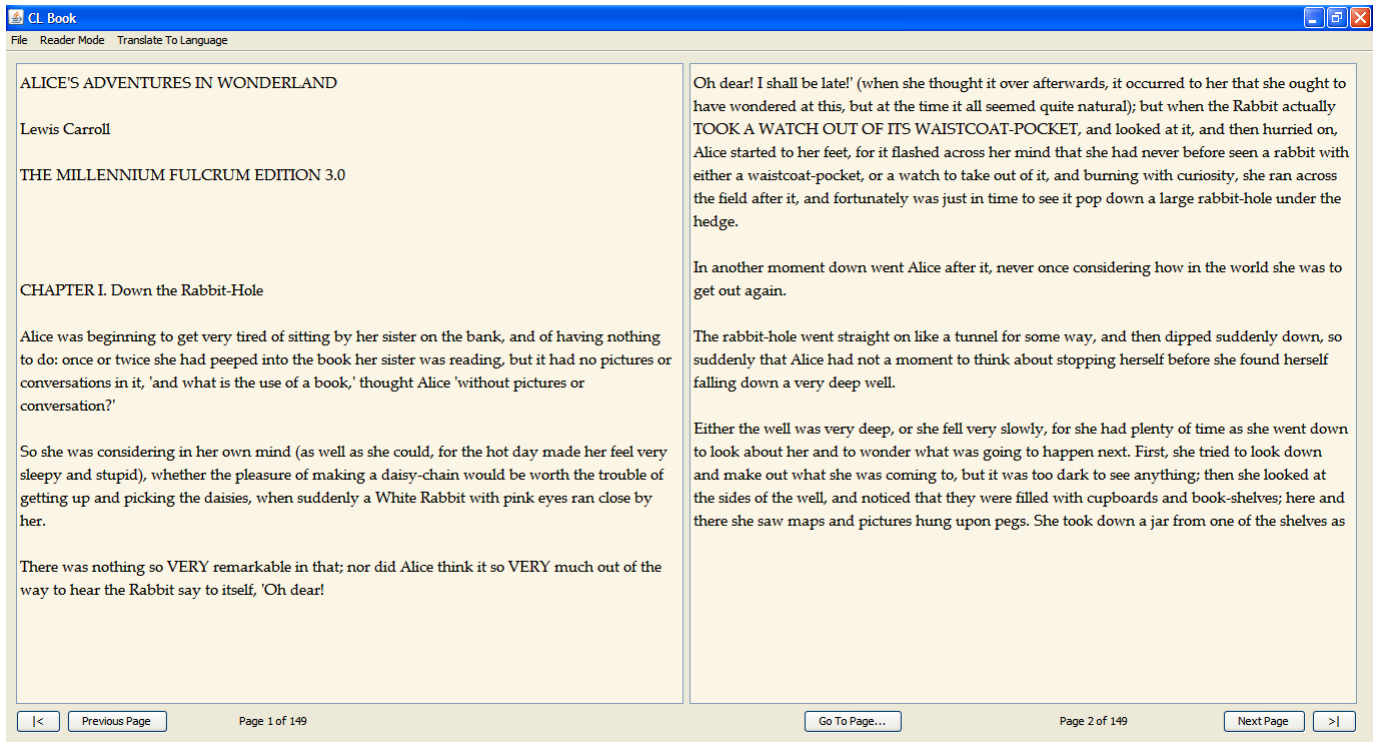 CL Book
File Reader Mode Translate To Language
ALICE'S ADVENTURES IN WONDERLAND
Lewis Carroll
THE MILLENNIUM FULCRUM EDITION 3.0
CHAPTER I. Down the Rabbit-Hole
Alice was beginning to get very tired of sitting by her sister on the bank, and of having nothing
to do: once or twice she had peeped into the book her sister was reading, but it had no pictures or
conversations in it, 'and what is the use of a book,' thought Alice 'without pictures or
conversation?'
So she was considering in her own mind (as well as she could, for the hot day made her feel very
sleepy and stupid), whether the pleasure of making a daisy-chain would be worth the trouble of
getting up and picking the daisies, when suddenly a White Rabbit with pink eyes ran close by
her.
There was nothing so VERY remarkable in that; nor did Alice think it so VERY much out of the
way to hear the Rabbit say to itself, 'Oh dear!
Oh dear! I shall be late!' (when she thought it over afterwards, it occurred to her that she ought to
have wondered at this, but at the time it all seemed quite natural); but when the Rabbit actually
TOOK A WATCH OUT OF ITS WAISTCOAT-POCKET, and looked at it, and then hurried on,
Alice started to her feet, for it flashed across her mind that she had never before seen a rabbit with
either a waistcoat-pocket, or a watch to take out of it, and burning with curiosity, she ran across
the field after it, and fortunately was just in time to see it pop down a large rabbit-hole under the
hedge.
In another moment down went Alice after it, never once considering how in the world she was to
get out again.
The rabbit-hole went straight on like a tunnel for some way, and then dipped suddenly down, so
suddenly that Alice had not a moment to think about stopping herself before she found herself
falling down a very deep well.
Either the well was very deep, or she fell very slowly, for she had plenty of time as she went down
to look about her and to wonder what was going to happen next. First, she tried to look down
and make out what she was coming to, but it was too dark to see anything; then she looked at
the sides of the well, and noticed that they were filled with cupboards and book-shelves; here and
there she saw maps and pictures hung upon pegs. She took down a jar from one of the shelves as
|< Previous Page Page 1 of 149 Go To Page... Page 2 of 149 Next Page >|